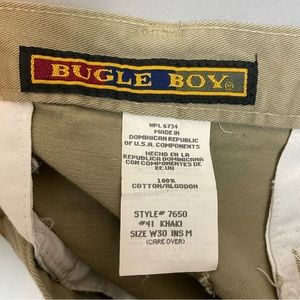 BUGLE BOY®
WPL 6734
MADE IN
DOMINICAN REPUBLIC
OF U.S.A. COMPONENTS
HECHO EN LA
REPUBLICA DOMINICANA
CON COMPONENTES DE
EE.UU
100%
COTTON/ALGODON
STYLE# 7650
#41 KHAKI
SIZE W30 INS M
(CARE OVER)